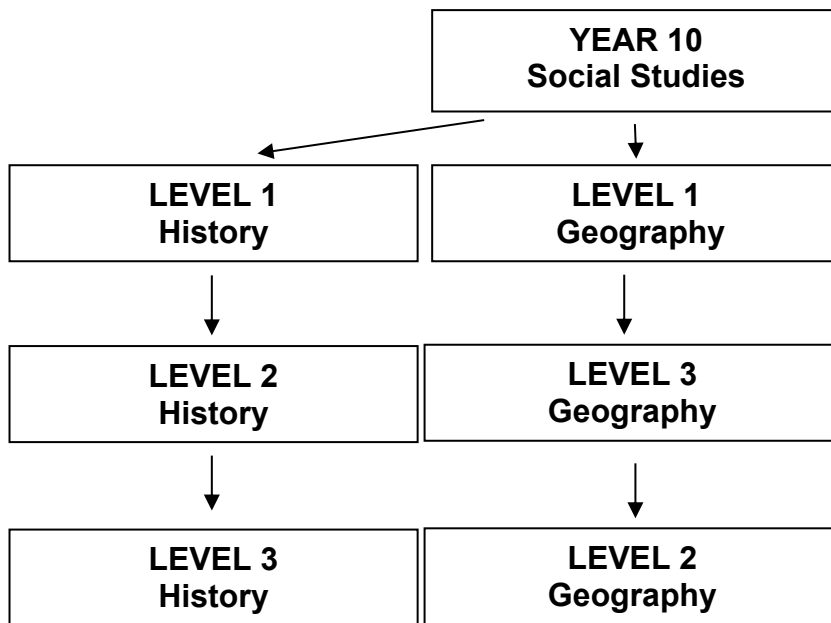 YEAR 10
Social Studies
LEVEL 1
History
LEVEL 1
Geography
LEVEL 2
History
LEVEL 3
Geography
LEVEL 3
History
LEVEL 2
Geography